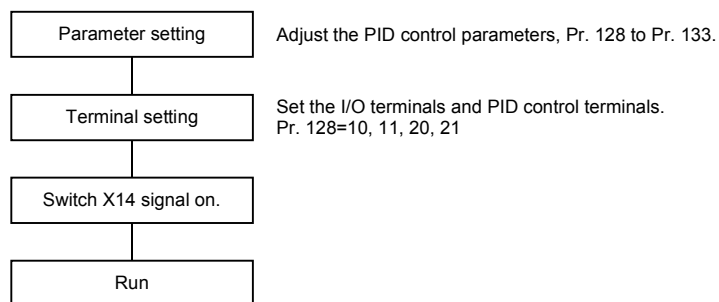 Parameter setting
Adjust the PID control parameters, Pr. 128 to Pr. 133.
Terminal setting
Set the I/O terminals and PID control terminals.
Pr. 128=10, 11, 20, 21
Switch X14 signal on.
Run